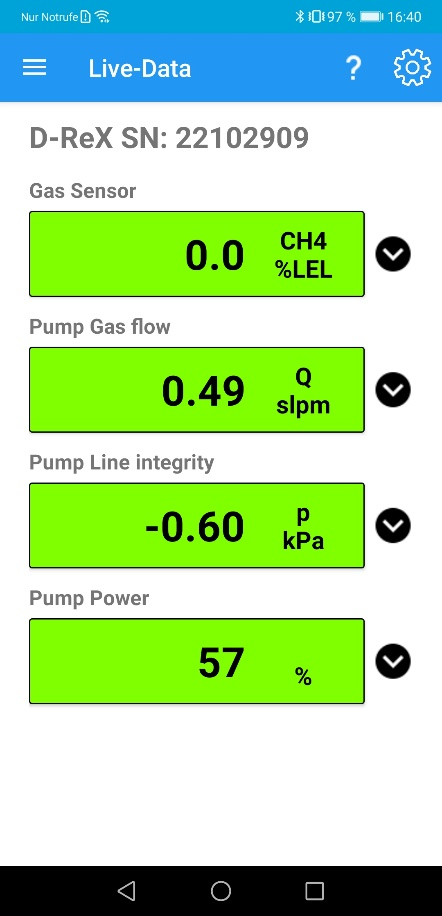 Nur Notrufe 97 % 16:40
Live-Data ?
D-ReX SN: 22102909
Gas Sensor
0.0 CH4
%LEL
Pump Gas flow
0.49 Q
slpm
Pump Line integrity
-0.60 p
kPa
Pump Power
57 %